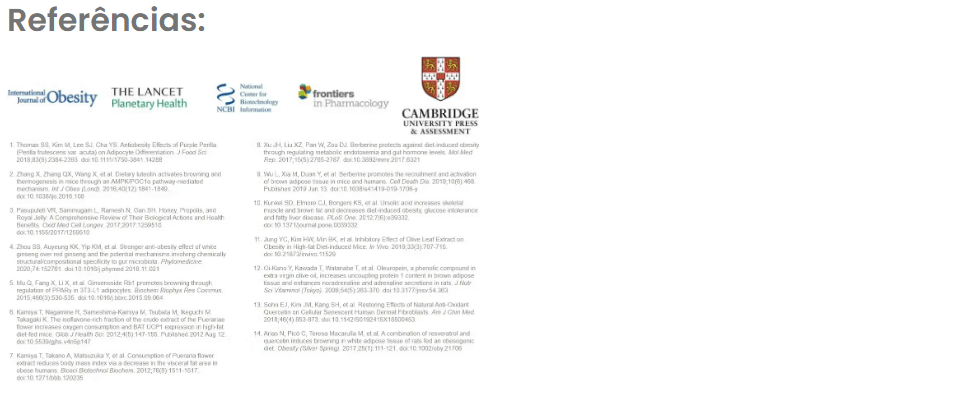 Referências:
International
Journal of Obesity
THE LANCET
Planetary Health
NCBI
National
Center for
Biotechnology
Information
frontiers
in Pharmacology
CAMBRIDGE
UNIVERSITY PRESS
& ASSESSMENT
1. Thomas SS, Kim M, Lee SJ, Cha YS. Antiobesity Effects of Purple Perilla
(Perilla frutescens var. acuta) on Adipocyte Differentiation. J Food Sci.
2018;83(9):2384-2393. doi:10.1111/1750-3841.14288
2. Zhang X, Zhang QX, Wang X, et al. Dietary luteolin activates browning and
thermogenesis in mice through an AMPK/PGC1α pathway-mediated
mechanism. Int J Obes (Lond). 2016;40(12):1841-1849.
doi:10.1038/ijo.2016.108
3. Pasupuleti VR, Sammugam L, Ramesh N, Gan SH. Honey, Propolis, and
Royal Jelly: A Comprehensive Review of Their Biological Actions and Health
Benefits. Oxid Med Cell Longev. 2017;2017:1259510.
doi:10.1155/2017/1259510
4. Zhou SS, Auyeung KK, Yip KM, et al. Stronger anti-obesity effect of white
ginseng over red ginseng and the potential mechanisms involving chemically
structural/compositional specificity to gut microbiota. Phytomedicine.
2020;74:152761. doi:10.1016/j.phymed.2018.11.021
5. Mu Q, Fang X, Li X, et al. Ginsenoside Rb1 promotes browning through
regulation of PPARγ in 3T3-L1 adipocytes. Biochem Biophys Res Commun.
2015;466(3):530-535. doi:10.1016/j.bbrc.2015.09.064
6. Kamiya T, Nagamine R, Sameshima-Kamiya M, Tsubata M, Ikeguchi M,
Takagaki K. The isoflavone-rich fraction of the crude extract of the Puerariae
flower increases oxygen consumption and BAT UCP1 expression in high-fat
diet-fed mice. Glob J Health Sci. 2012;4(5):147-155. Published 2012 Aug 12.
doi:10.5539/gjhs.v4n5p147
7. Kamiya T, Takano A, Matsuzuka Y, et al. Consumption of Pueraria flower
extract reduces body mass index via a decrease in the visceral fat area in
obese humans. Biosci Biotechnol Biochem. 2012;76(8):1511-1517.
doi:10.1271/bbb.120235
8. Xu JH, Liu XZ, Pan W, Zou DJ. Berberine protects against diet-induced obesity
through regulating metabolic endotoxemia and gut hormone levels. Mol Med
Rep. 2017;15(5):2765-2787. doi:10.3892/mmr.2017.6321
9. Wu L, Xia M, Duan Y, et al. Berberine promotes the recruitment and activation
of brown adipose tissue in mice and humans. Cell Death Dis. 2019;10(6):468.
Published 2019 Jun 13. doi:10.1038/s41419-019-1706-y
10. Kunkel SD, Elmore CJ, Bongers KS, et al. Ursolic acid increases skeletal
muscle and brown fat and decreases diet-induced obesity, glucose intolerance
and fatty liver disease. PLoS One. 2012;7(6):e39332.
doi:10.1371/journal.pone.0039332
11. Jung YC, Kim HW, Min BK, et al. Inhibitory Effect of Olive Leaf Extract on
Obesity in High-fat Diet-induced Mice. In Vivo. 2019;33(3):707-715.
doi:10.21873/invivo.11529
12. Oi-Kano Y, Kawada T, Watanabe T, et al. Oleuropein, a phenolic compound in
extra virgin olive oil, increases uncoupling protein 1 content in brown adipose
tissue and enhances noradrenaline and adrenaline secretions in rats. J Nutr
Sci Vitaminol (Tokyo). 2008;54(5):363-370. doi:10.3177/jnsv.54.363
13. Sohn EJ, Kim JM, Kang SH, et al. Restoring Effects of Natural Anti-Oxidant
Quercetin on Cellular Senescent Human Dermal Fibroblasts. Am J Chin Med.
2018;46(4):853-873. doi:10.1142/S0192415X18500453
14. Arias N, Picó C, Teresa Macarulla M, et al. A combination of resveratrol and
quercetin induces browning in white adipose tissue of rats fed an obesogenic
diet. Obesity (Silver Spring). 2017;25(1):111-121. doi:10.1002/oby.21706